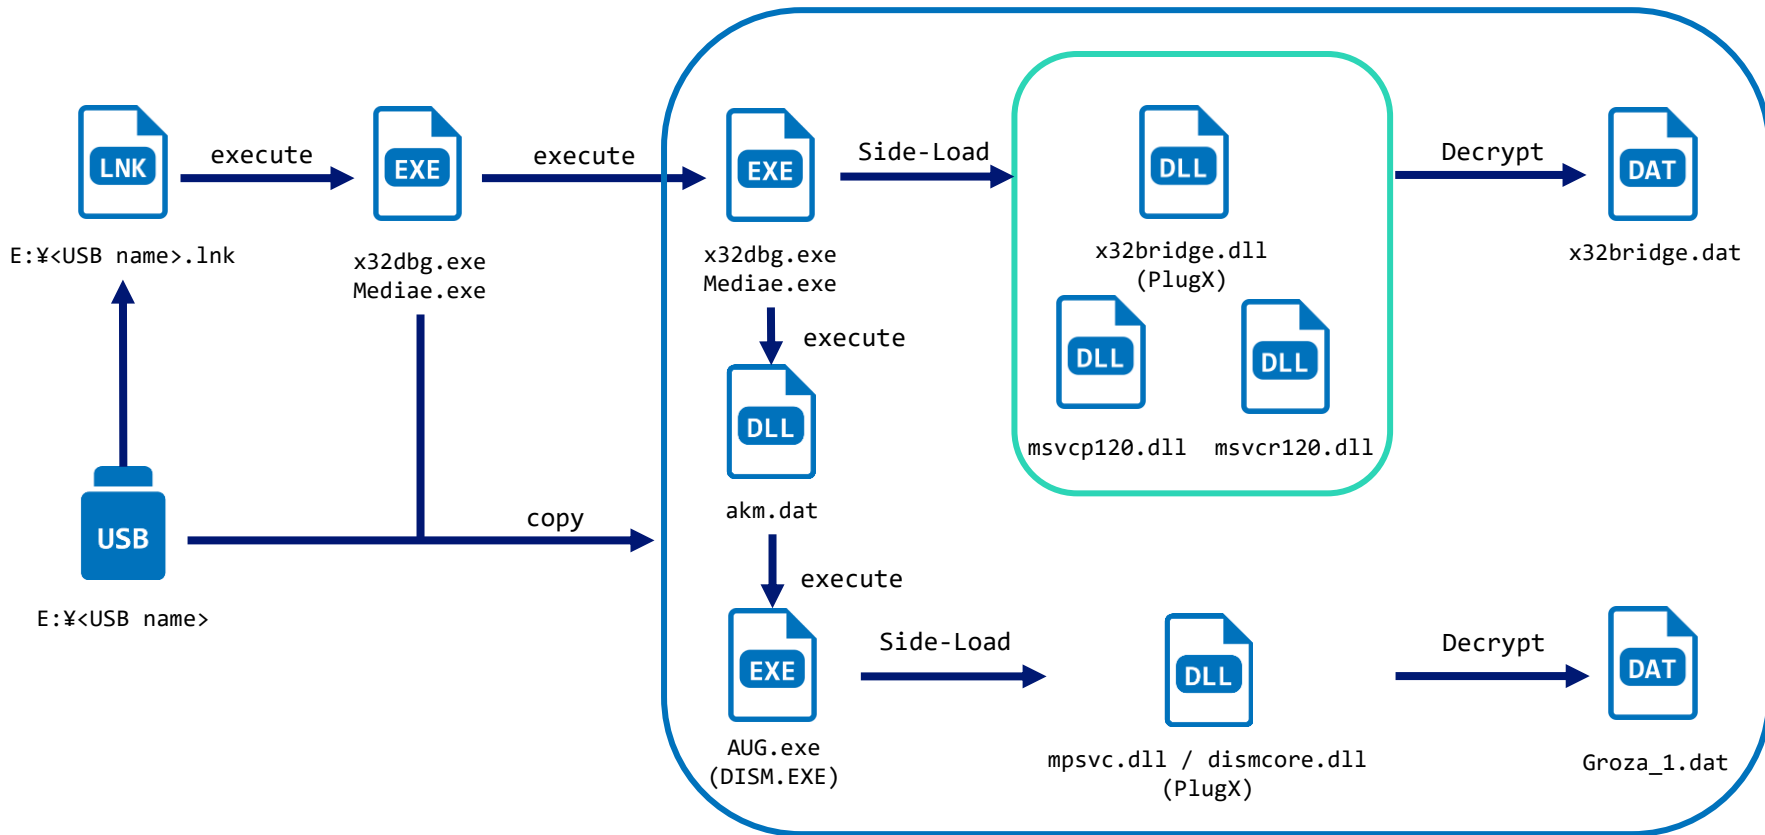 LNK
E:¥<USB name>.lnk
execute
EXE
x32dbg.exe
Mediae.exe
execute
EXE
x32dbg.exe
Mediae.exe
Side-Load
DLL
x32bridge.dll
(PlugX)
DLL
msvcp120.dll
DLL
msvcr120.dll
Decrypt
DAT
x32bridge.dat
execute
DLL
akm.dat
USB
E:¥<USB name>
copy
execute
EXE
AUG.exe
(DISM.EXE)
Side-Load
DLL
mpsvc.dll / dismcore.dll
(PlugX)
Decrypt
DAT
Groza_1.dat